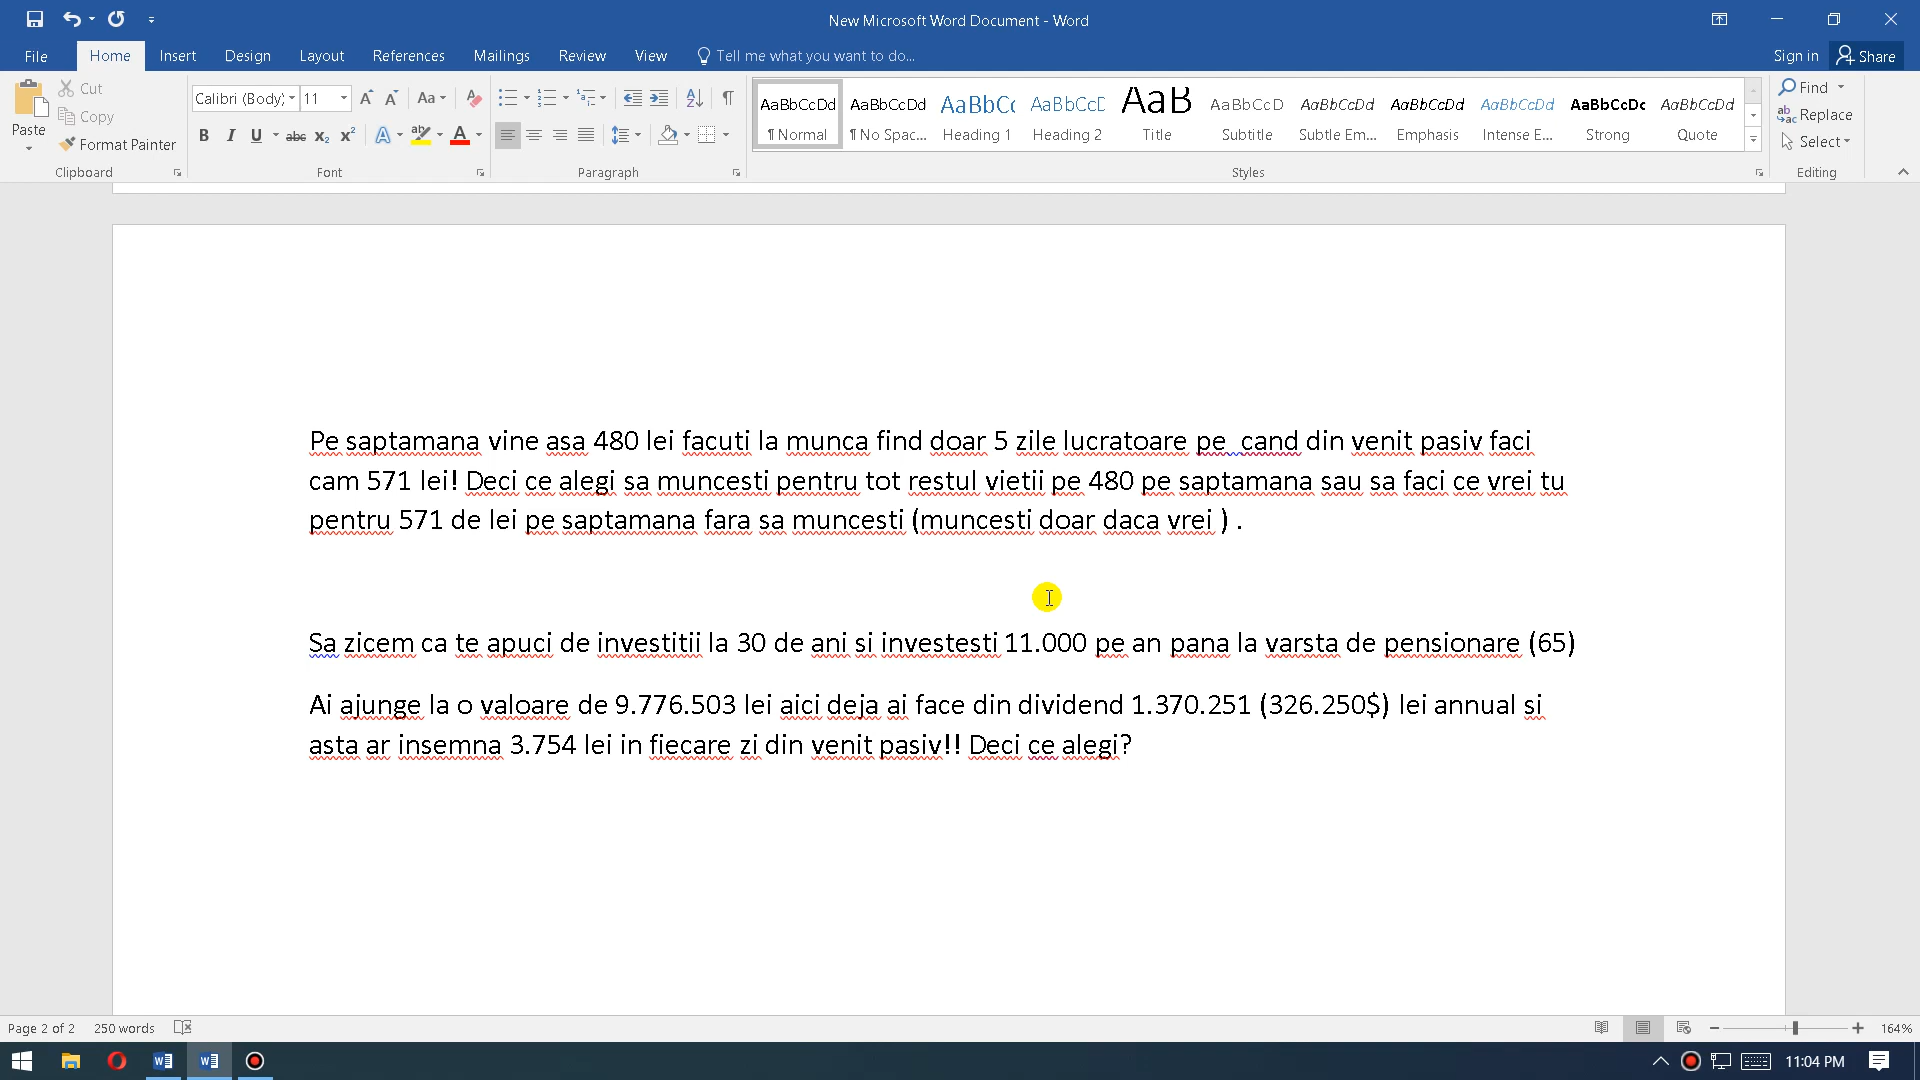 New Microsoft Word Document - Word
File Home Insert Design Layout References Mailings Review View Tell me what you want to do... Sign in Share
Paste Cut Copy Format Painter
Calibri (Body) 11
AaBbCcDd AaBbCcDd AaBbCc AaBbCcD AaB AaBbCcD AaBbCcDd AaBbCcDd AaBbCcDd AaBbCcDc AaBbCcDd
¶ Normal ¶ No Spac... Heading 1 Heading 2 Title Subtitle Subtle Em... Emphasis Intense E... Strong Quote
Find
Replace
Select
Clipboard Font Paragraph Styles Editing
Pe saptamana vine asa 480 lei facuti la munca find doar 5 zile lucratoare pe  cand din venit pasiv faci
cam 571 lei! Deci ce alegi sa muncesti pentru tot restul vietii pe 480 pe saptamana sau sa faci ce vrei tu
pentru 571 de lei pe saptamana fara sa muncesti (muncesti doar daca vrei ) .
Sa zicem ca te apuci de investitii la 30 de ani si investesti 11.000 pe an pana la varsta de pensionare (65)
Ai ajunge la o valoare de 9.776.503 lei aici deja ai face din dividend 1.370.251 (326.250$) lei annual si
asta ar insemna 3.754 lei in fiecare zi din venit pasiv!! Deci ce alegi?
Page 2 of 2 250 words 164%
11:04 PM